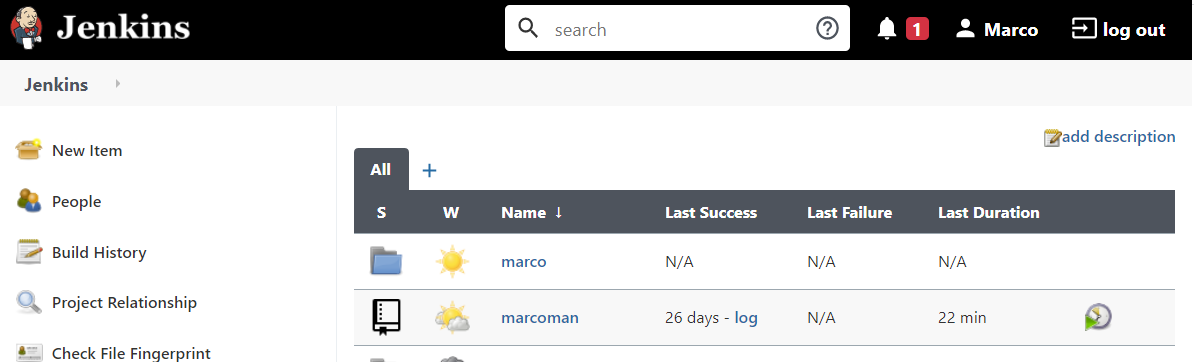 Jenkins
search
1
Marco
log out
Jenkins
New Item
People
Build History
Project Relationship
Check File Fingerprint
add description
All +
S W Name ↓ Last Success Last Failure Last Duration
marco N/A N/A N/A
marcoman 26 days - log N/A 22 min